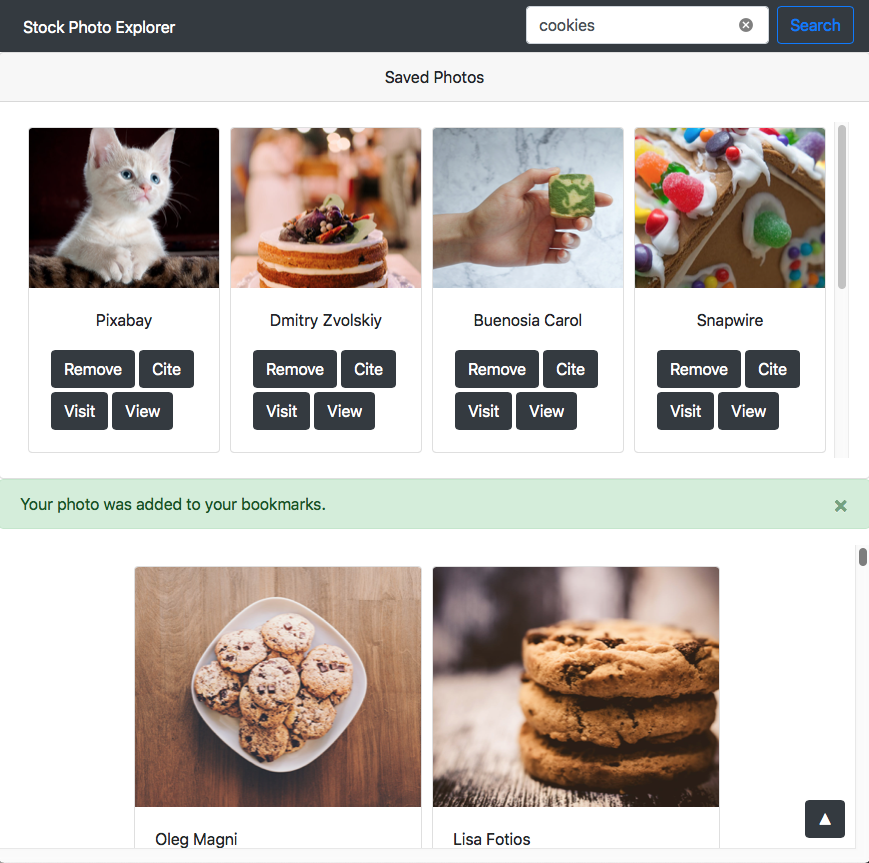 Stock Photo Explorer
cookies
Search
Saved Photos
Pixabay
Remove Cite
Visit View
Dmitry Zvolskiy
Remove Cite
Visit View
Buenosia Carol
Remove Cite
Visit View
Snapwire
Remove Cite
Visit View
Your photo was added to your bookmarks.
Oleg Magni
Lisa Fotios